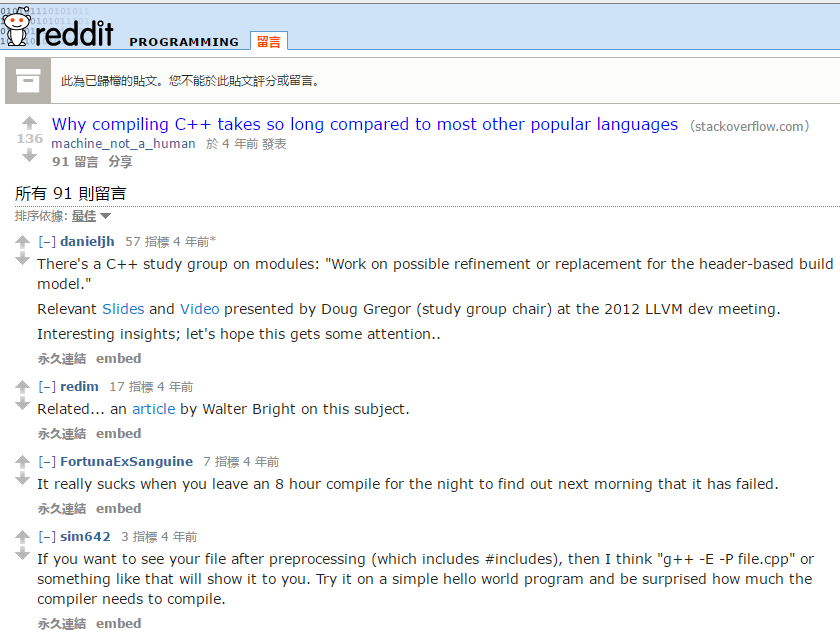 reddit PROGRAMMING 留言
此為已歸檔的貼文。您不能於此貼文評分或留言。
Why compiling C++ takes so long compared to most other popular languages (stackoverflow.com)
136
machine_not_a_human 於 4 年前 發表
91 留言 分享
所有 91 則留言
排序依據: 最佳
[–] danieljh 57 指標 4 年前*
There's a C++ study group on modules: "Work on possible refinement or replacement for the header-based build
model."
Relevant Slides and Video presented by Doug Gregor (study group chair) at the 2012 LLVM dev meeting.
Interesting insights; let's hope this gets some attention..
永久連結 embed
[–] redim 17 指標 4 年前
Related... an article by Walter Bright on this subject.
永久連結 embed
[–] FortunaExSanguine 7 指標 4 年前
It really sucks when you leave an 8 hour compile for the night to find out next morning that it has failed.
永久連結 embed
[–] sim642 3 指標 4 年前
If you want to see your file after preprocessing (which includes #includes), then I think "g++ -E -P file.cpp" or
something like that will show it to you. Try it on a simple hello world program and be surprised how much the
compiler needs to compile.
永久連結 embed